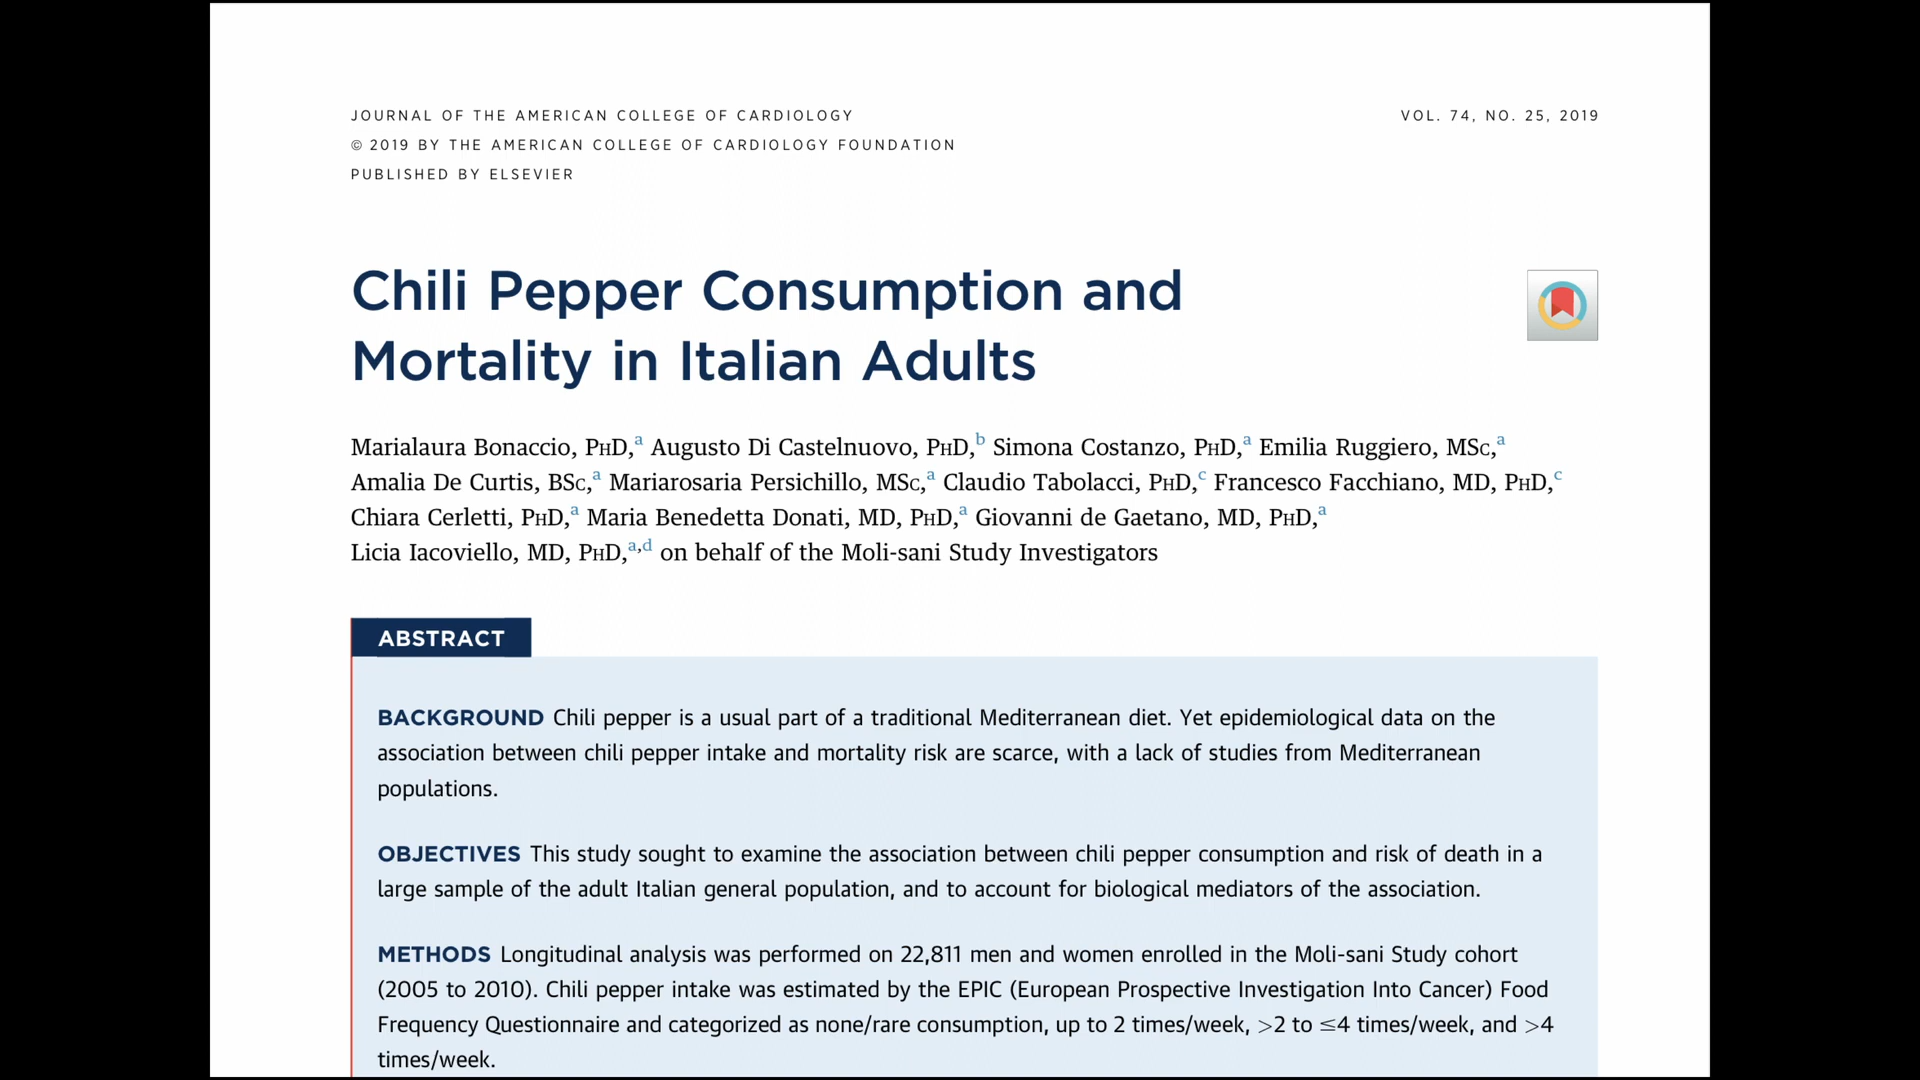 JOURNAL OF THE AMERICAN COLLEGE OF CARDIOLOGY
VOL. 74, NO. 25, 2019
© 2019 BY THE AMERICAN COLLEGE OF CARDIOLOGY FOUNDATION
PUBLISHED BY ELSEVIER
Chili Pepper Consumption and
Mortality in Italian Adults
Marialaura Bonaccio, PHD,a Augusto Di Castelnuovo, PHD,b Simona Costanzo, PHD,a Emilia Ruggiero, MSC,a
Amalia De Curtis, BSC,a Mariarosaria Persichillo, MSC,a Claudio Tabolacci, PHD,c Francesco Facchiano, MD, PHD,c
Chiara Cerletti, PHD,a Maria Benedetta Donati, MD, PHD,a Giovanni de Gaetano, MD, PHD,a
Licia Iacoviello, MD, PHD,a,d on behalf of the Moli-sani Study Investigators
ABSTRACT
BACKGROUND Chili pepper is a usual part of a traditional Mediterranean diet. Yet epidemiological data on the
association between chili pepper intake and mortality risk are scarce, with a lack of studies from Mediterranean
populations.
OBJECTIVES This study sought to examine the association between chili pepper consumption and risk of death in a
large sample of the adult Italian general population, and to account for biological mediators of the association.
METHODS Longitudinal analysis was performed on 22,811 men and women enrolled in the Moli-sani Study cohort
(2005 to 2010). Chili pepper intake was estimated by the EPIC (European Prospective Investigation Into Cancer) Food
Frequency Questionnaire and categorized as none/rare consumption, up to 2 times/week, >2 to ≤4 times/week, and >4
times/week.